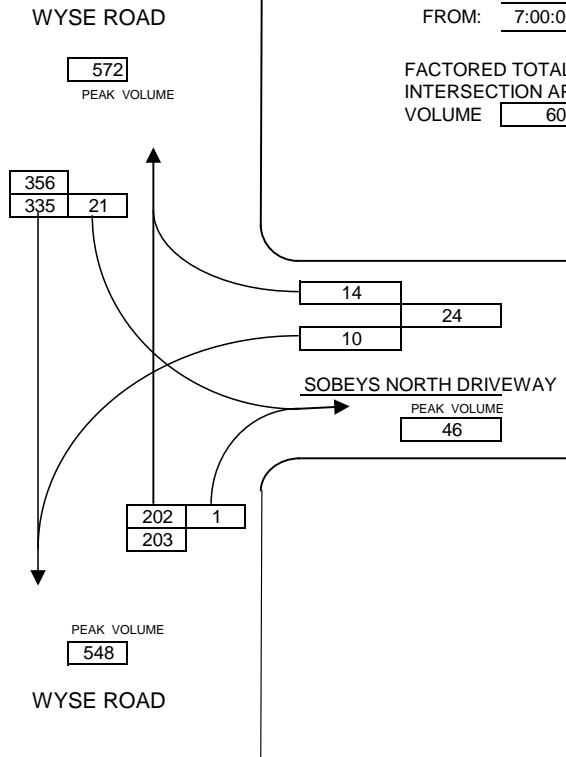 WYSE ROAD
FROM: 7:00:0
572
PEAK VOLUME
FACTORED TOTAL
INTERSECTION AP
VOLUME 60
356
335 21
14
24
10
SOBEYS NORTH DRIVEWAY
PEAK VOLUME
46
202 1
203
PEAK VOLUME
548
WYSE ROAD